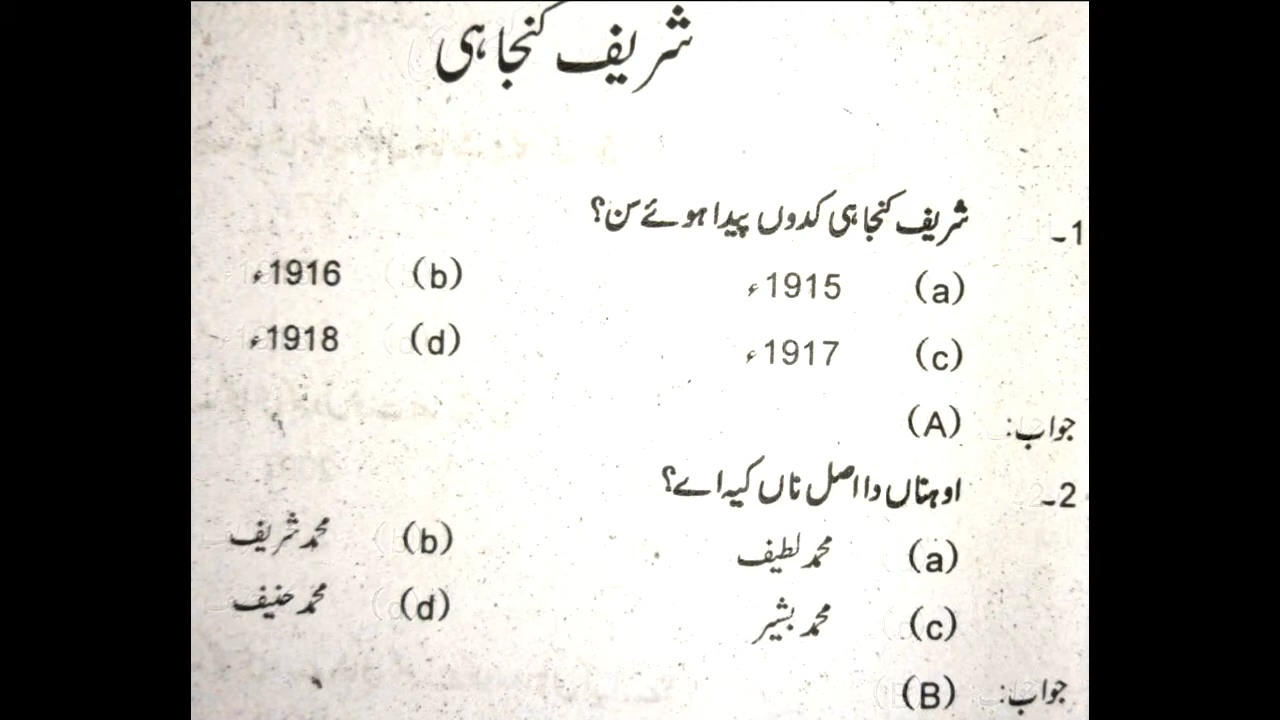 شریف کنجاہی
1۔ شریف کنجاہی کدوں پیدا ہوئے سن؟
(a) 1915ء (b) 1916ء
(c) 1917ء (d) 1918ء
جواب: (A)
2۔ اوہناں دا اصل ناں کیہ اے؟
(a) محمد لطیف (b) محمد شریف
(c) محمد بشیر (d) محمد حنیف
جواب: (B)